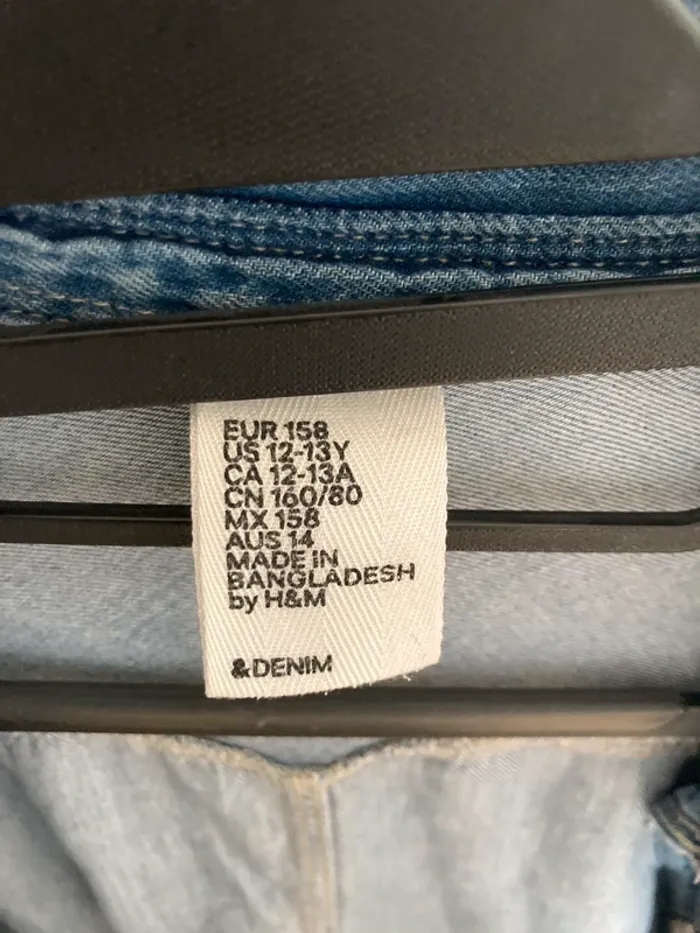 EUR 158
US 12-13Y
CA 12-13A
CN 160/80
MX 158
AUS 14
MADE IN
BANGLADESH
by H&M
&DENIM